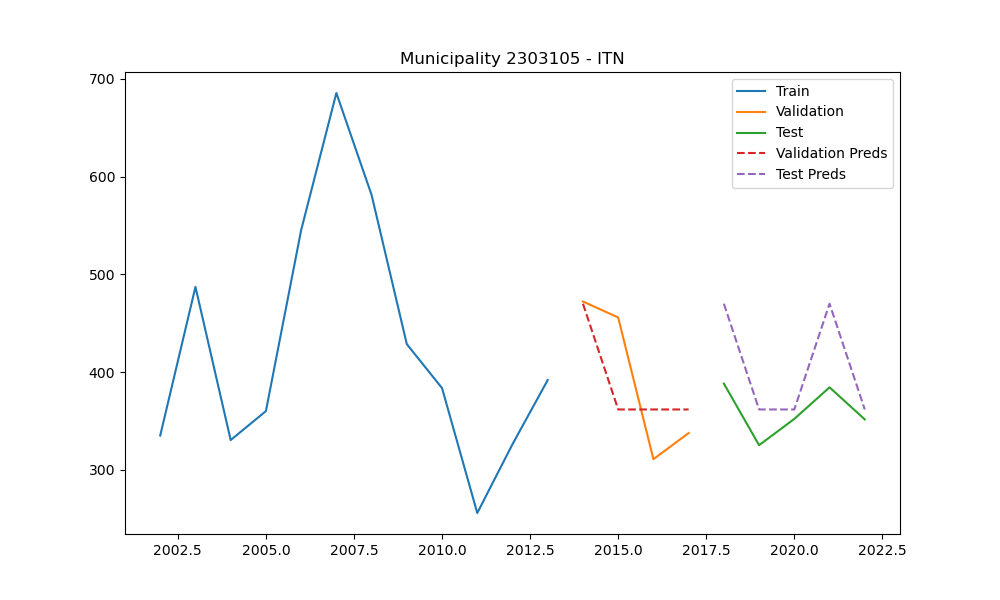 Municipality 2303105 - ITN
700
600
500
400
300
Train
Validation
Test
Validation Preds
Test Preds
2002.5 2005.0 2007.5 2010.0 2012.5 2015.0 2017.5 2020.0 2022.5